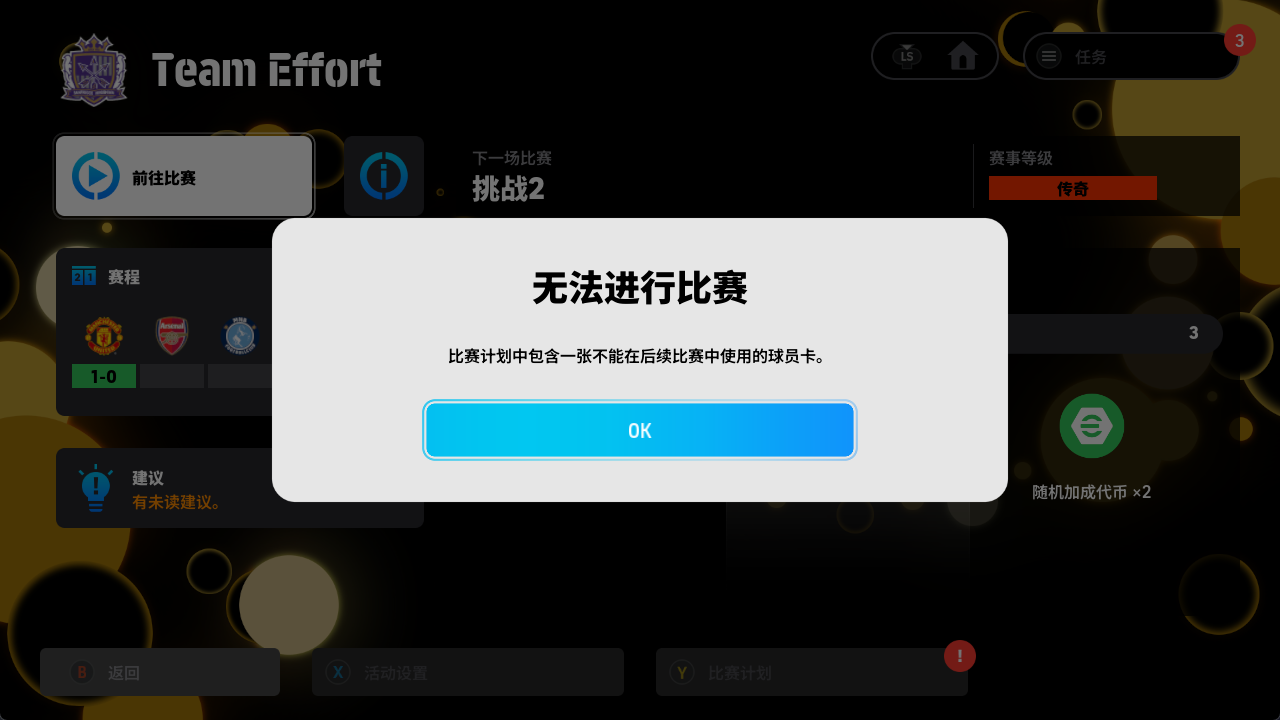 Team Effort
LS
任务
3
前往比赛
下一场比赛
挑战2
赛事等级
传奇
2 1
赛程
Arsenal
1-0
3
无法进行比赛
比赛计划中包含一张不能在后续比赛中使用的球员卡。
OK
建议
有未读建议。
随机加成代币 ×2
B 返回
X 活动设置
Y 比赛计划
!